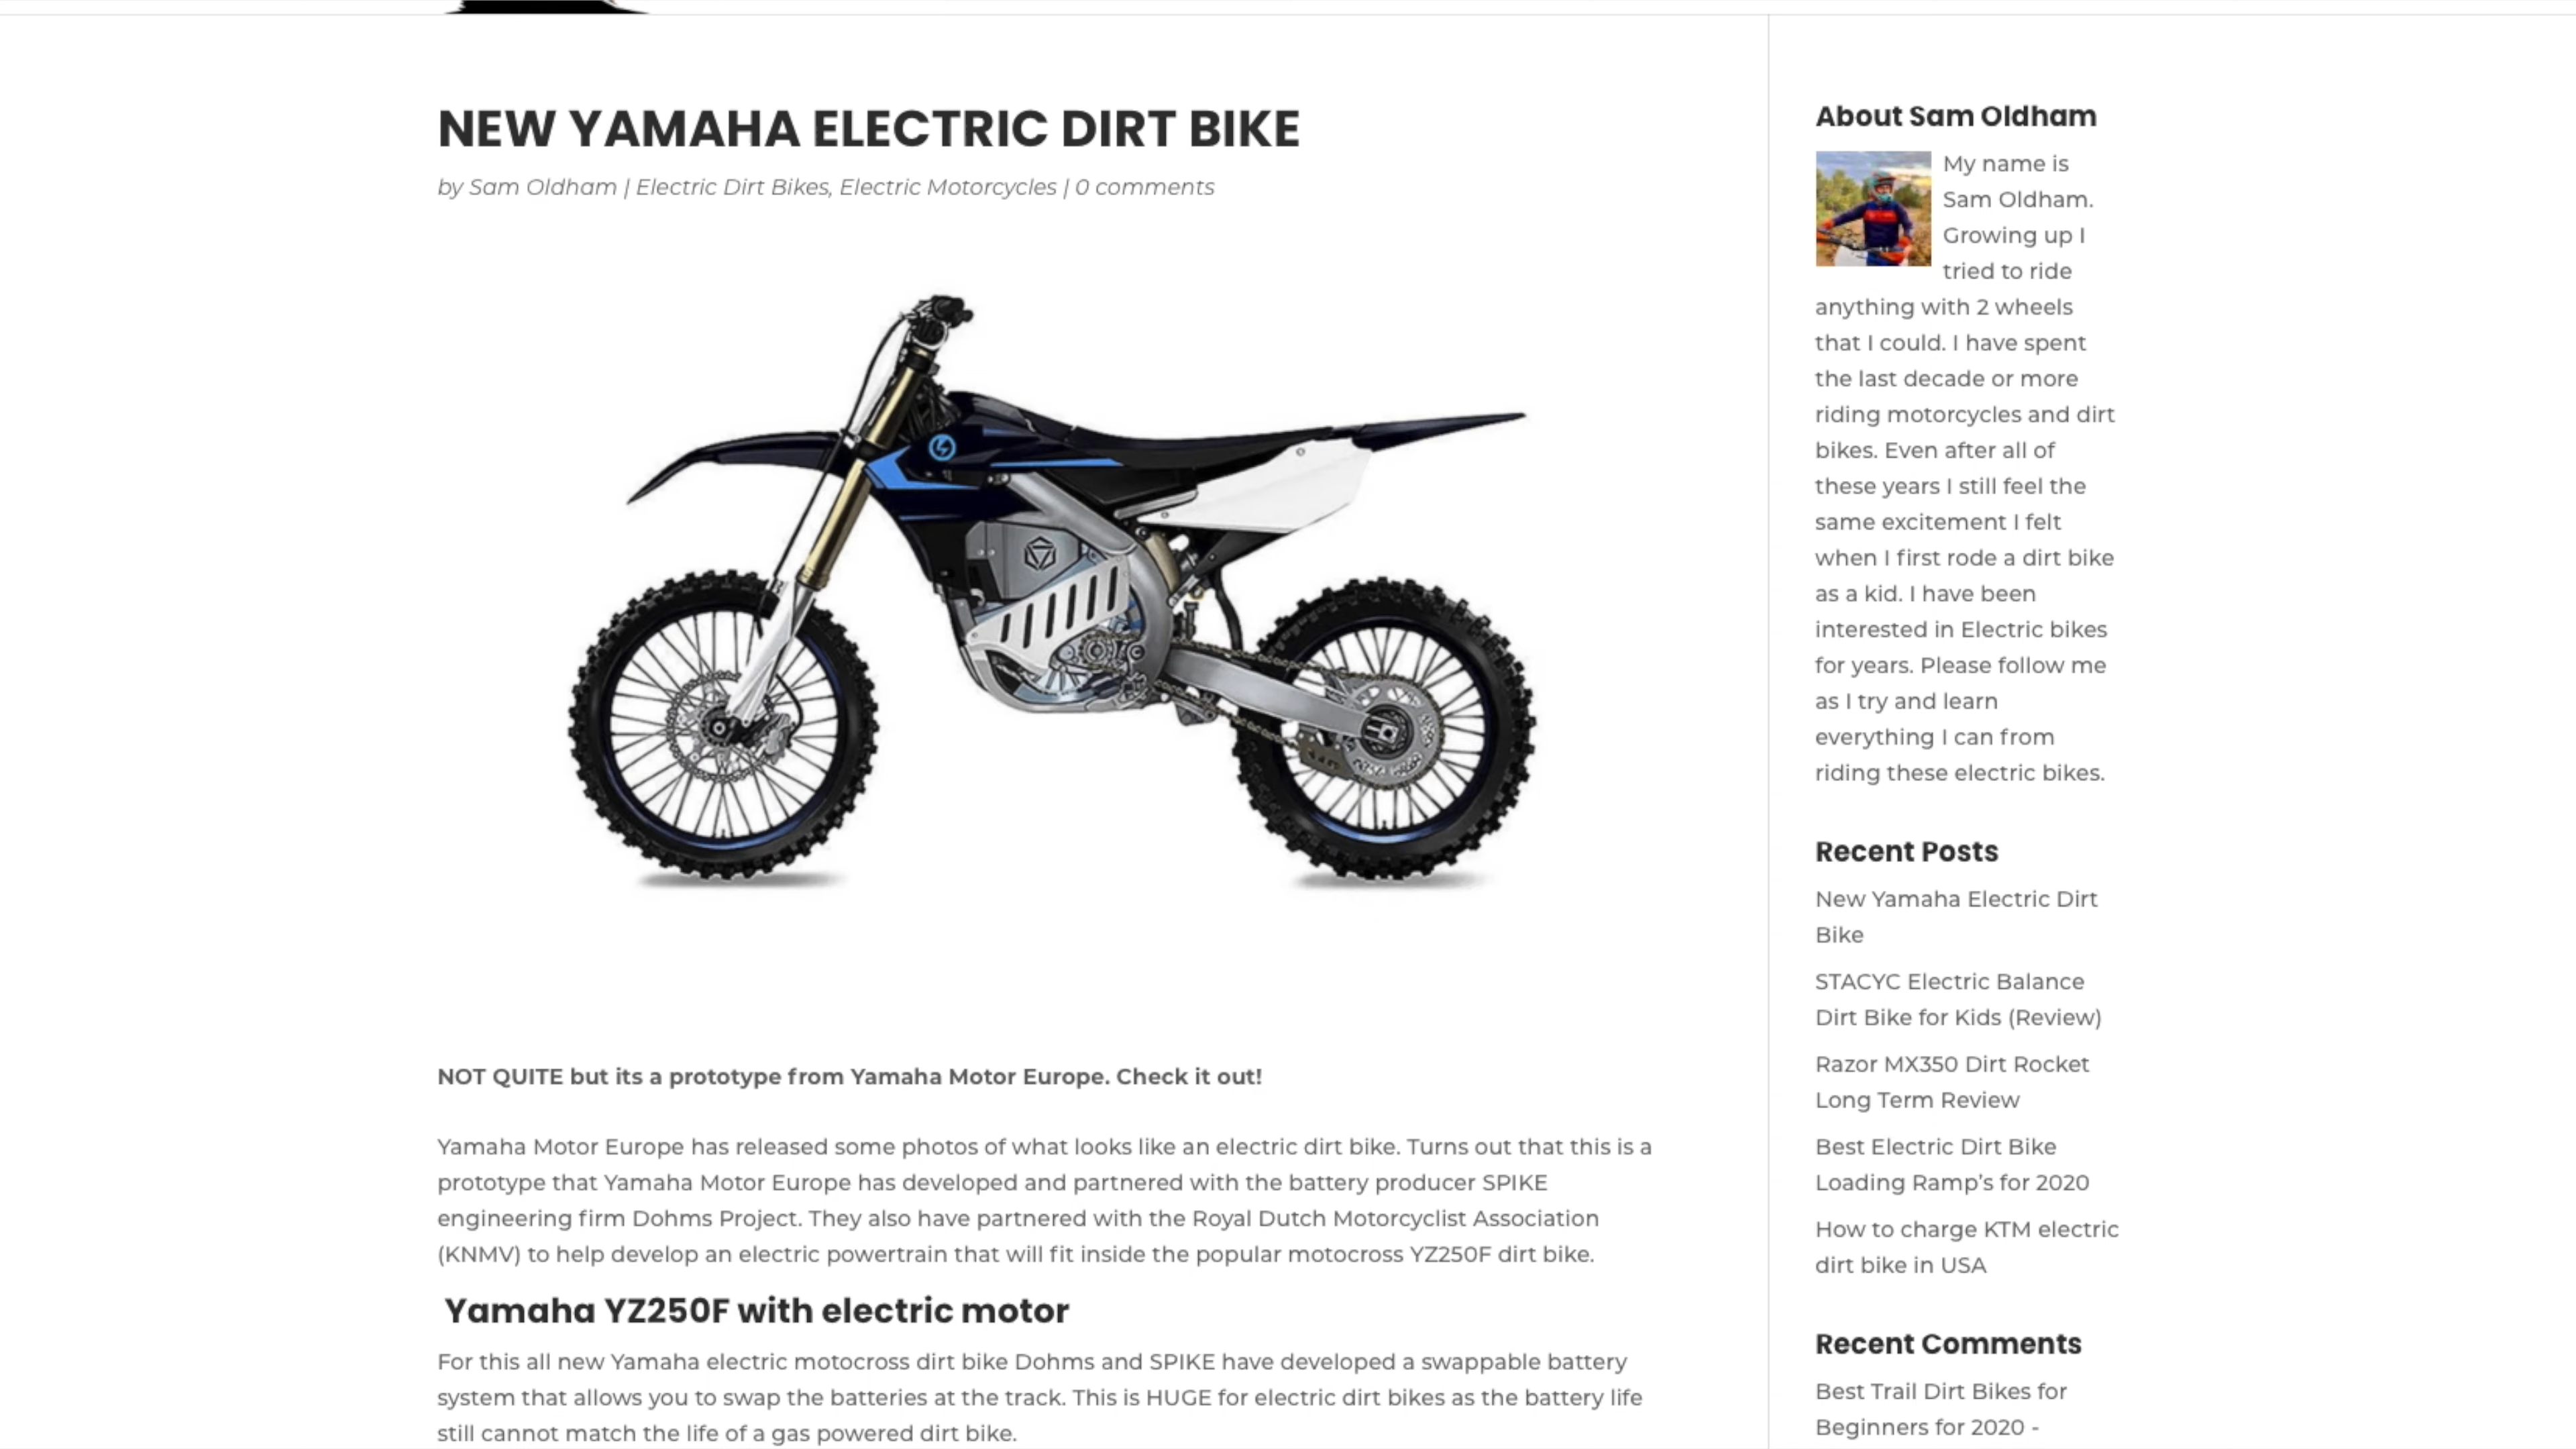 NEW YAMAHA ELECTRIC DIRT BIKE
by Sam Oldham | Electric Dirt Bikes, Electric Motorcycles | 0 comments
NOT QUITE but its a prototype from Yamaha Motor Europe. Check it out!
Yamaha Motor Europe has released some photos of what looks like an electric dirt bike. Turns out that this is a
prototype that Yamaha Motor Europe has developed and partnered with the battery producer SPIKE
engineering firm Dohms Project. They also have partnered with the Royal Dutch Motorcyclist Association
(KNMV) to help develop an electric powertrain that will fit inside the popular motocross YZ250F dirt bike.
Yamaha YZ250F with electric motor
For this all new Yamaha electric motocross dirt bike Dohms and SPIKE have developed a swappable battery
system that allows you to swap the batteries at the track. This is HUGE for electric dirt bikes as the battery life
still cannot match the life of a gas powered dirt bike.
About Sam Oldham
My name is
Sam Oldham.
Growing up I
tried to ride
anything with 2 wheels
that I could. I have spent
the last decade or more
riding motorcycles and dirt
bikes. Even after all of
these years I still feel the
same excitement I felt
when I first rode a dirt bike
as a kid. I have been
interested in Electric bikes
for years. Please follow me
as I try and learn
everything I can from
riding these electric bikes.
Recent Posts
New Yamaha Electric Dirt
Bike
STACYC Electric Balance
Dirt Bike for Kids (Review)
Razor MX350 Dirt Rocket
Long Term Review
Best Electric Dirt Bike
Loading Ramp’s for 2020
How to charge KTM electric
dirt bike in USA
Recent Comments
Best Trail Dirt Bikes for
Beginners for 2020 -